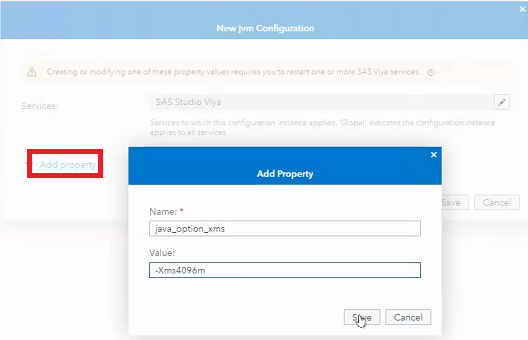 New jvm Configuration
Creating or modifying one of these property values requires you to restart one or more SAS Viya services.
Services:
SAS Studio Viya
Services to which this configuration instance applies. 'Global' indicates the configuration instance
applies to all services.
Add property
Save Cancel
Add Property
Name: *
java_option_xms
Value:
-Xms4096m
Save Cancel